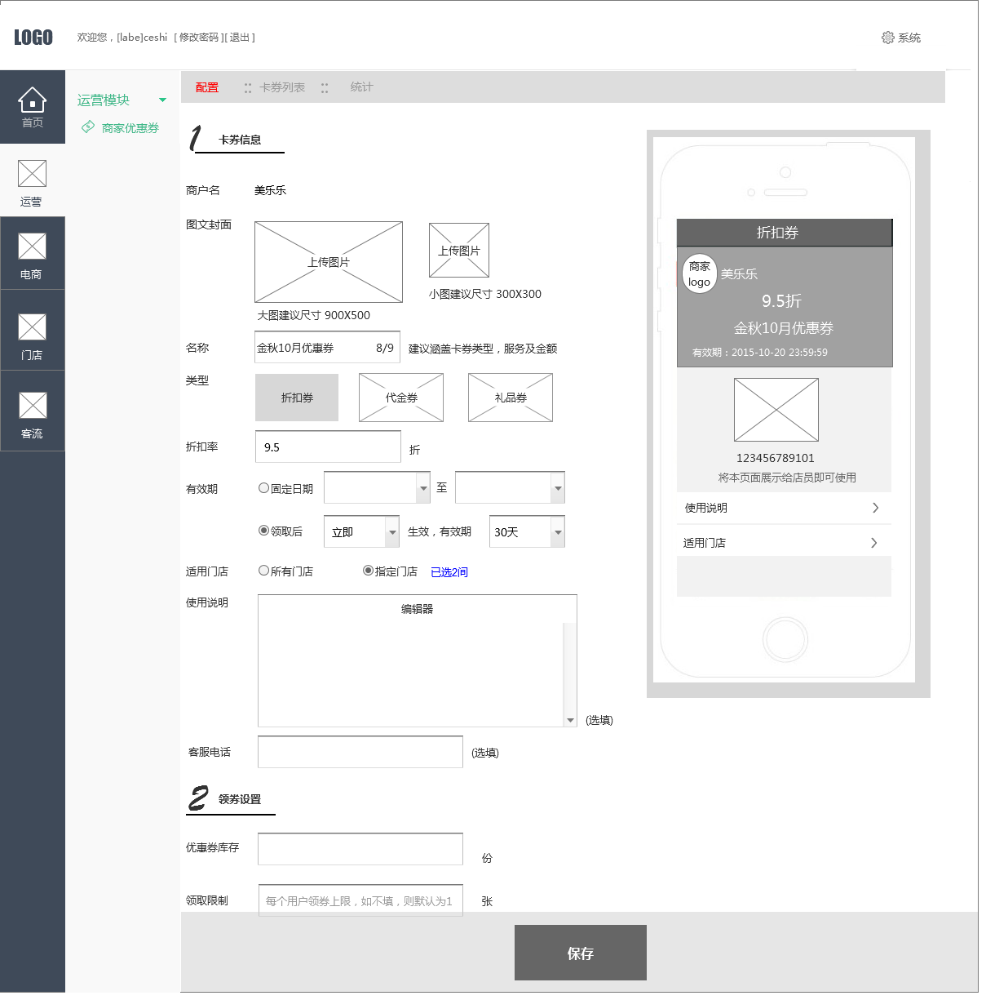 LOGO
欢迎您，[labe]ceshi [ 修改密码 ][ 退出 ]
系统
首页
运营
电商
门店
客流
运营模块
商家优惠券
配置 :: 卡券列表 :: 统计
1 卡券信息
商户名 美乐乐
图文封面
上传图片
大图建议尺寸 900X500
上传图片
小图建议尺寸 300X300
名称 金秋10月优惠券 8/9 建议涵盖卡券类型，服务及金额
类型 折扣券 代金券 礼品券
折扣率 9.5 折
有效期 固定日期 至
领取后 立即 生效，有效期 30天
适用门店 所有门店 指定门店 已选2间
使用说明
编辑器
(选填)
客服电话 (选填)
2 领券设置
优惠券库存 份
领取限制 每个用户领券上限，如不填，则默认为1 张
保存
折扣券
商家
logo
美乐乐
9.5折
金秋10月优惠券
有效期：2015-10-20 23:59:59
123456789101
将本页面展示给店员即可使用
使用说明
适用门店